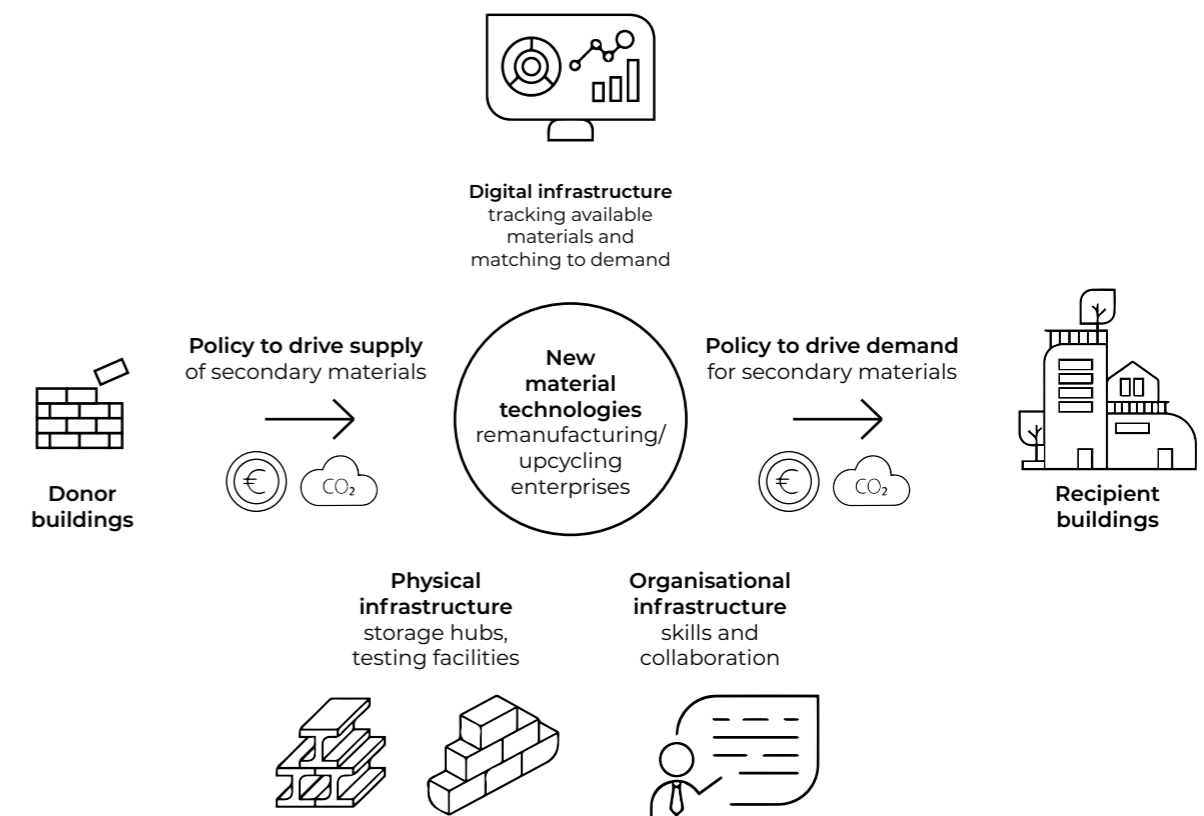 Digital infrastructure
tracking available
materials and
matching to demand
Policy to drive supply
of secondary materials
New
material
technologies
remanufacturing/
upcycling
enterprises
Policy to drive demand
for secondary materials
€
CO₂
€
CO₂
Donor
buildings
Recipient
buildings
Physical
infrastructure
storage hubs,
testing facilities
Organisational
infrastructure
skills and
collaboration